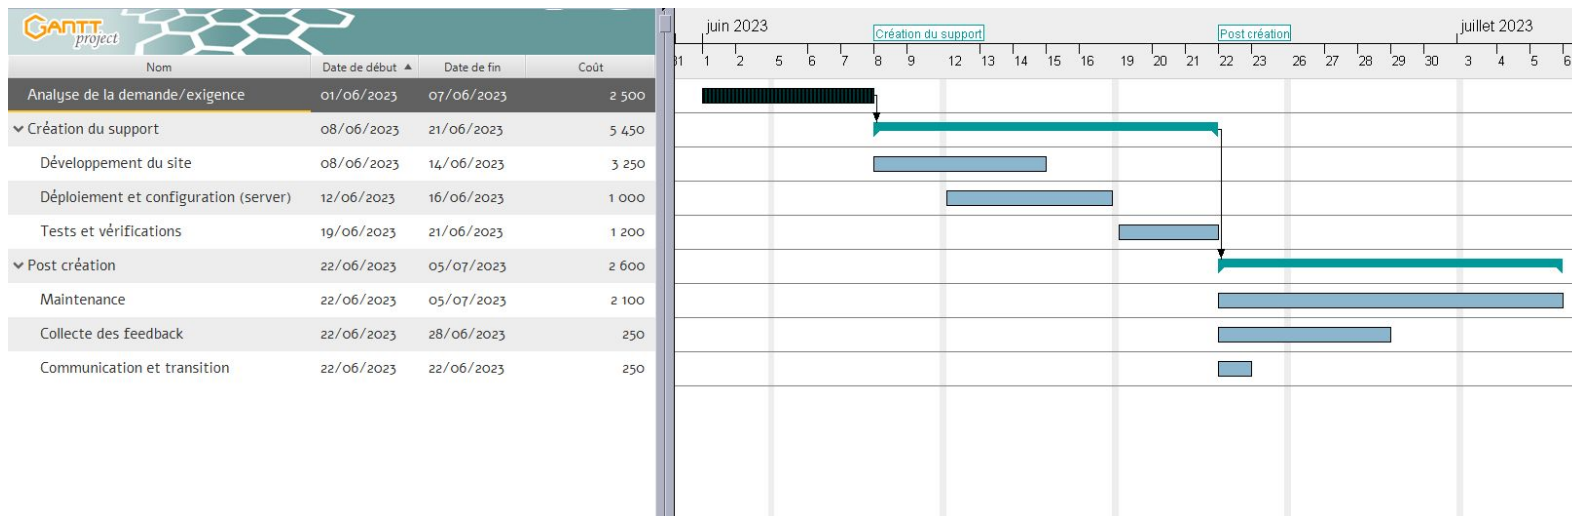 GANTT
project
juin 2023
juillet 2023
Création du support
Post création
Nom Date de début Date de fin Coût
31 1 2 5 6 7 8 9 12 13 14 15 16 19 20 21 22 23 26 27 28 29 30 3 4 5 6
Analyse de la demande/exigence 01/06/2023 07/06/2023 2 500
Création du support 08/06/2023 21/06/2023 5 450
Développement du site 08/06/2023 14/06/2023 3 250
Déploiement et configuration (server) 12/06/2023 16/06/2023 1 000
Tests et vérifications 19/06/2023 21/06/2023 1 200
Post création 22/06/2023 05/07/2023 2 600
Maintenance 22/06/2023 05/07/2023 2 100
Collecte des feedback 22/06/2023 28/06/2023 250
Communication et transition 22/06/2023 22/06/2023 250